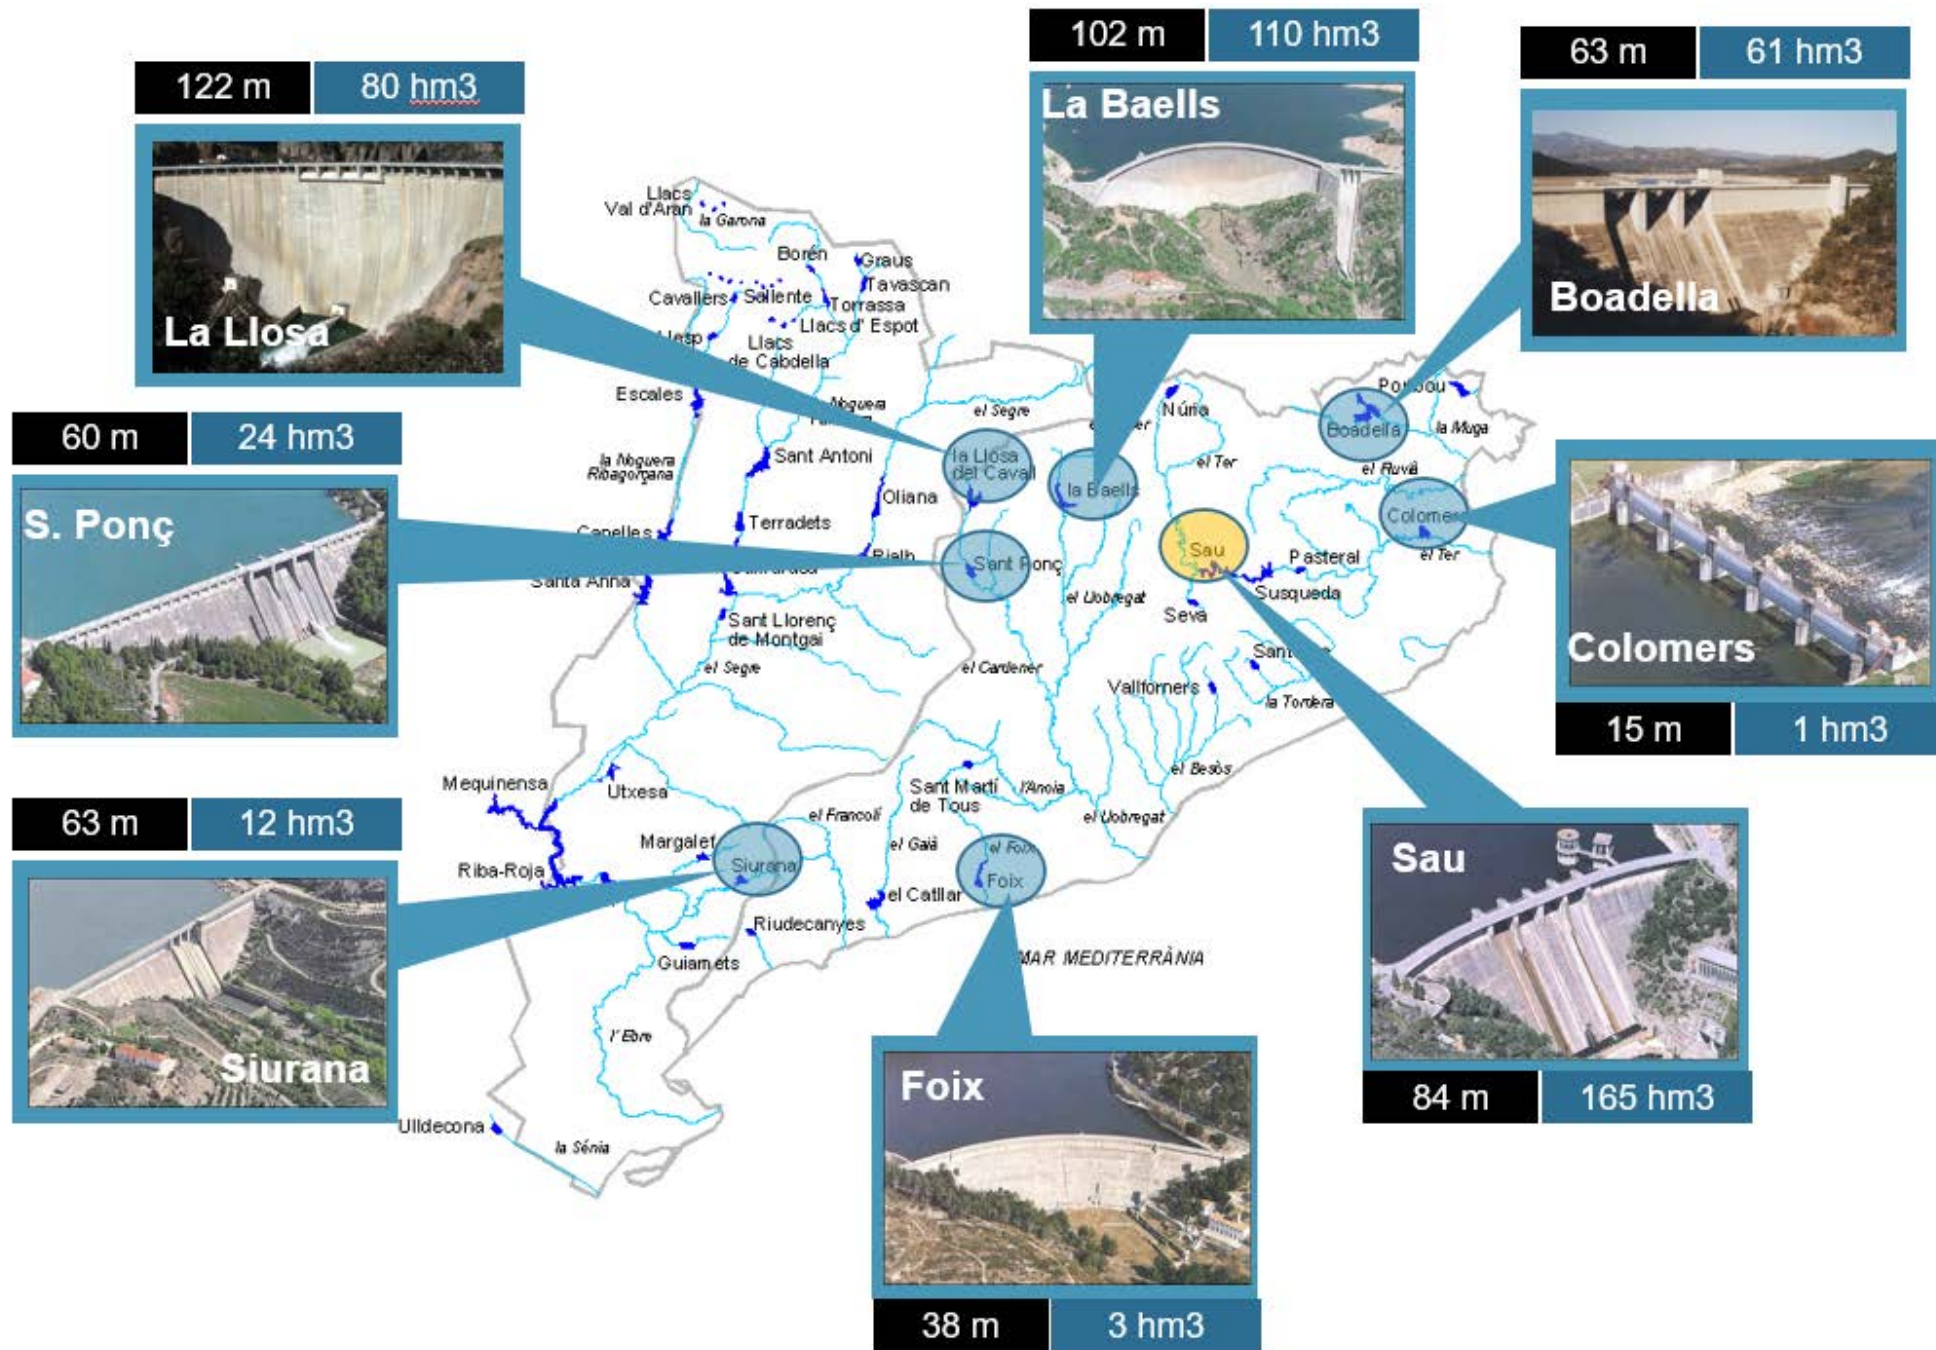 102 m 110 hm3
63 m 61 hm3
122 m 80 hm3
La Baells
Boadella
La Llosa
Llacs
Val d'Aran
la Garona
Borén
Graus
Cavallers
Sallente
Tavascan
Torrassa
Llacs d' Espot
Llacs
de Cabdella
Escales
Noguera
el Segre
Núria
Boadella
la Muga
60 m 24 hm3
S. Ponç
la Noguera
Ribagorçana
Sant Antoni
la Llosa
del Cavall
la Baells
el Ter
el Fluvià
Oliana
Colomers
Terradets
Sau
Pasteral
el Ter
Sant Ponç
Santa Anna
el Llobregat
Susqueda
Seva
Sant Llorenç
de Montgai
Colomers
15 m 1 hm3
el Segre
el Cardener
Vallforners
la Tordera
Mequinensa
Utxesa
Sant Martí
de Tous
l'Anoia
el Besòs
63 m 12 hm3
el Francolí
el Llobregat
Margalef
Siurana
el Gaià
el Foix
Foix
Riba-Roja
el Catllar
Riudecanyes
Guiamets
MAR MEDITERRÀNIA
Siurana
Sau
84 m 165 hm3
l' Ebre
Foix
Ulldecona
la Sénia
38 m 3 hm3